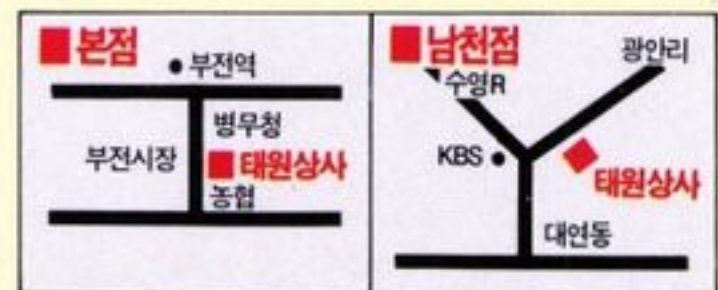 ■본점
● 부전역
병무청
부전시장
■ 태원상사
농협
■남천점
광안리
수영R
KBS ●
태원상사
대연동